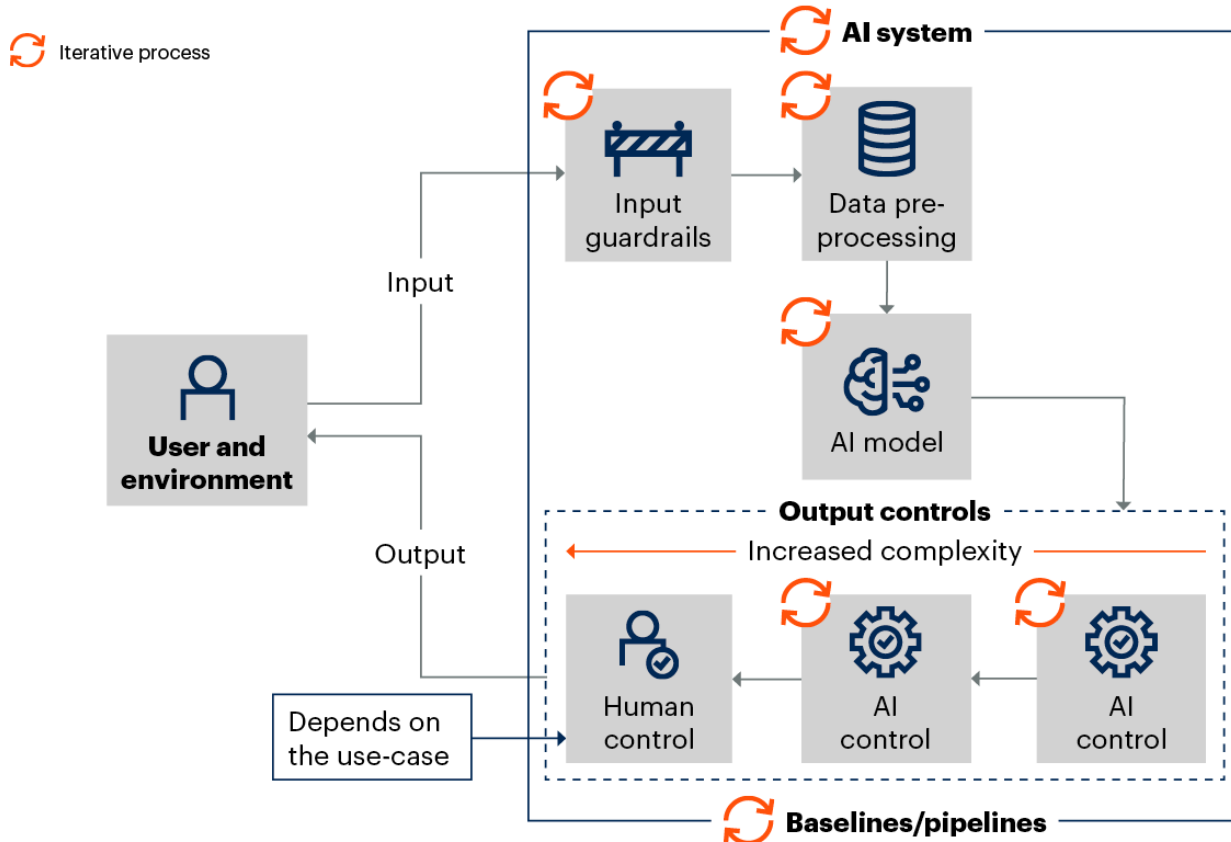 AI system
Iterative process
Input
guardrails
Data pre-
processing
Input
AI model
User and
environment
Output controls
Increased complexity
Output
Human
control
AI
control
AI
control
Depends on
the use-case
Baselines/pipelines